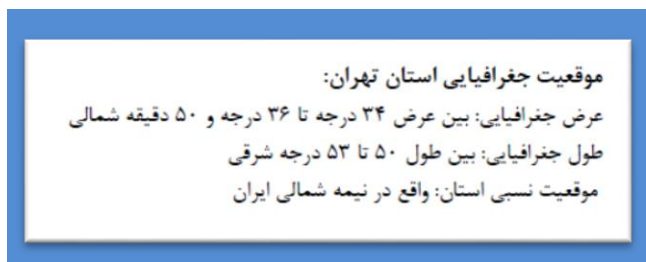 موقعیت جغرافیایی استان تهران:
عرض جغرافیایی: بین عرض ۳۴ درجه تا ۳۶ درجه و ۵۰ دقیقه شمالی
طول جغرافیایی: بین طول ۵۰ تا ۵۳ درجه شرقی
موقعیت نسبی استان: واقع در نیمه شمالی ایران